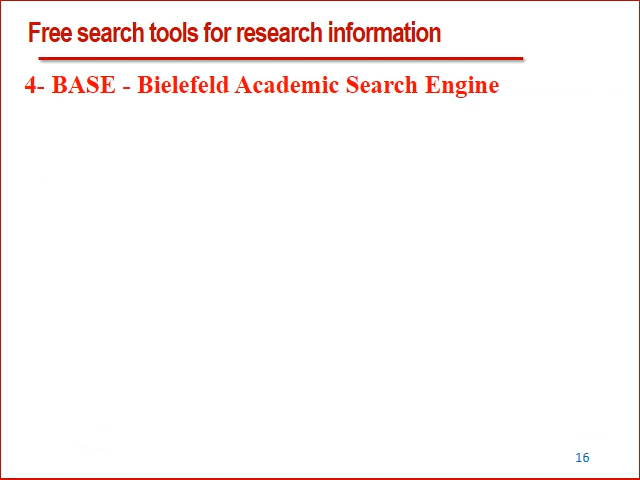 Free search tools for research information
4- BASE - Bielefeld Academic Search Engine
16